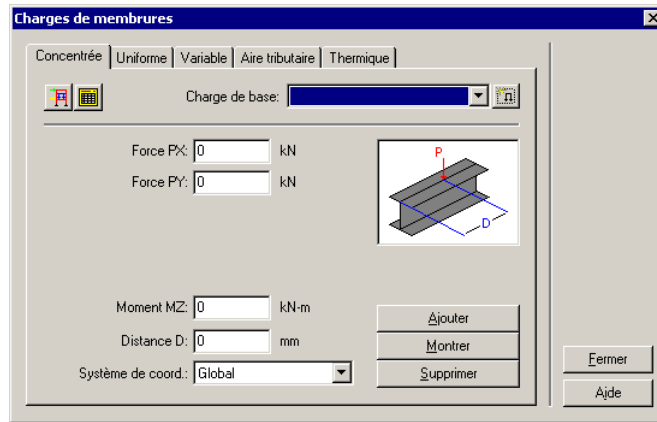 Charges de membrures
Concentrée Uniforme Variable Aire tributaire Thermique
Charge de base:
Force PX: 0 kN
Force PY: 0 kN
P
D
Moment MZ: 0 kN-m
Distance D: 0 mm
Système de coord.: Global
Ajouter
Montrer
Supprimer
Fermer
Aide